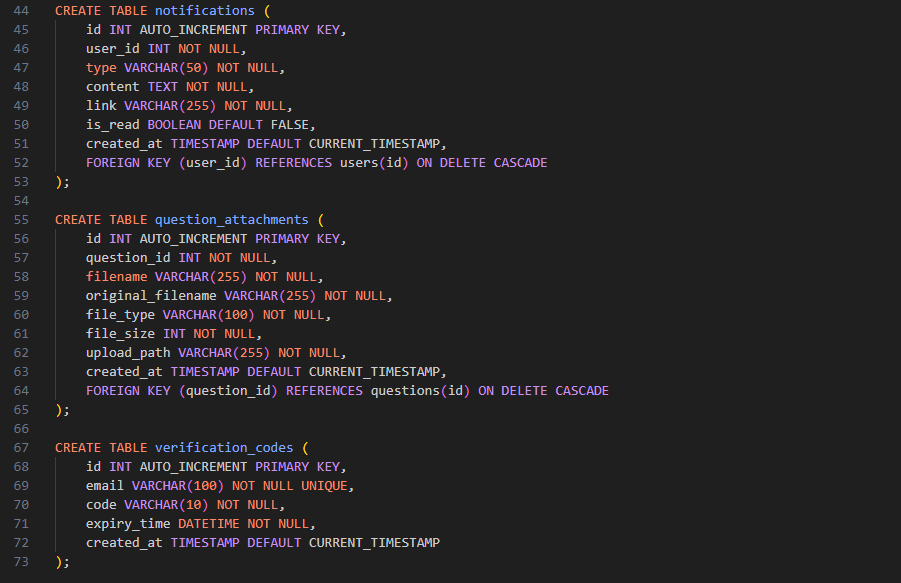 44 CREATE TABLE notifications (
45     id INT AUTO_INCREMENT PRIMARY KEY,
46     user_id INT NOT NULL,
47     type VARCHAR(50) NOT NULL,
48     content TEXT NOT NULL,
49     link VARCHAR(255) NOT NULL,
50     is_read BOOLEAN DEFAULT FALSE,
51     created_at TIMESTAMP DEFAULT CURRENT_TIMESTAMP,
52     FOREIGN KEY (user_id) REFERENCES users(id) ON DELETE CASCADE
53 );
54
55 CREATE TABLE question_attachments (
56     id INT AUTO_INCREMENT PRIMARY KEY,
57     question_id INT NOT NULL,
58     filename VARCHAR(255) NOT NULL,
59     original_filename VARCHAR(255) NOT NULL,
60     file_type VARCHAR(100) NOT NULL,
61     file_size INT NOT NULL,
62     upload_path VARCHAR(255) NOT NULL,
63     created_at TIMESTAMP DEFAULT CURRENT_TIMESTAMP,
64     FOREIGN KEY (question_id) REFERENCES questions(id) ON DELETE CASCADE
65 );
66
67 CREATE TABLE verification_codes (
68     id INT AUTO_INCREMENT PRIMARY KEY,
69     email VARCHAR(100) NOT NULL UNIQUE,
70     code VARCHAR(10) NOT NULL,
71     expiry_time DATETIME NOT NULL,
72     created_at TIMESTAMP DEFAULT CURRENT_TIMESTAMP
73 );